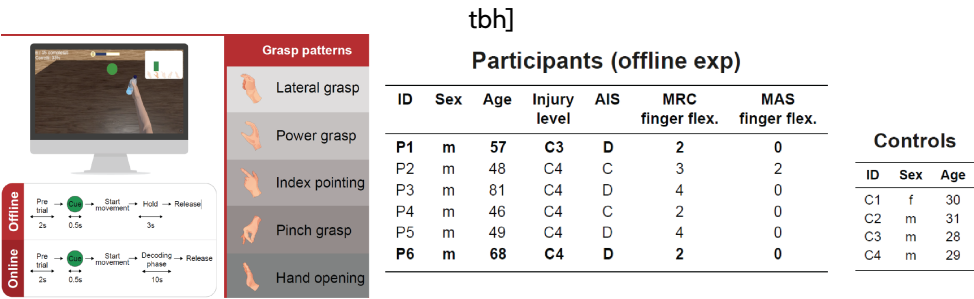 tbh]
Grasp patterns
Lateral grasp
Power grasp
Index pointing
Pinch grasp
Hand opening
Offline
Pre trial
Cue
Start movement
Hold
Release
2s
0.5s
3s
Online
Pre trial
Cue
Start movement
Decoding phase
Release
2s
0.5s
10s
Participants (offline exp)
ID Sex Age Injury level AIS MRC finger flex. MAS finger flex.
P1 m 57 C3 D 2 0
P2 m 48 C4 C 3 2
P3 m 81 C4 D 4 0
P4 m 46 C4 C 2 0
P5 m 49 C4 D 4 0
P6 m 68 C4 D 2 0
Controls
ID Sex Age
C1 f 30
C2 m 31
C3 m 28
C4 m 29